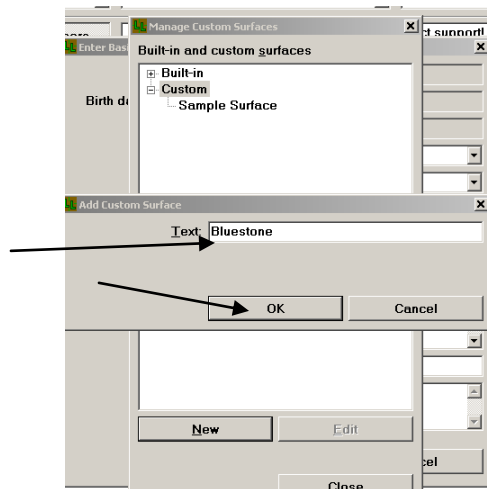 Manage Custom Surfaces
ct support!
Enter Bas
Built-in and custom surfaces
Built-in
Custom
Birth da
Sample Surface
Add Custom Surface
Text: Bluestone
OK Cancel
New Edit
cel
Close